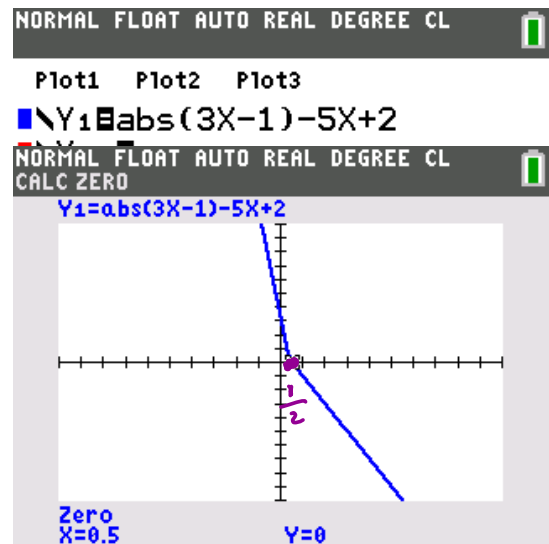 NORMAL FLOAT AUTO REAL DEGREE CL
Plot1 Plot2 Plot3
\Y1=abs(3X-1)-5X+2
NORMAL FLOAT AUTO REAL DEGREE CL
CALC ZERO
Y1=abs(3X-1)-5X+2
1/2
Zero
X=0.5 Y=0